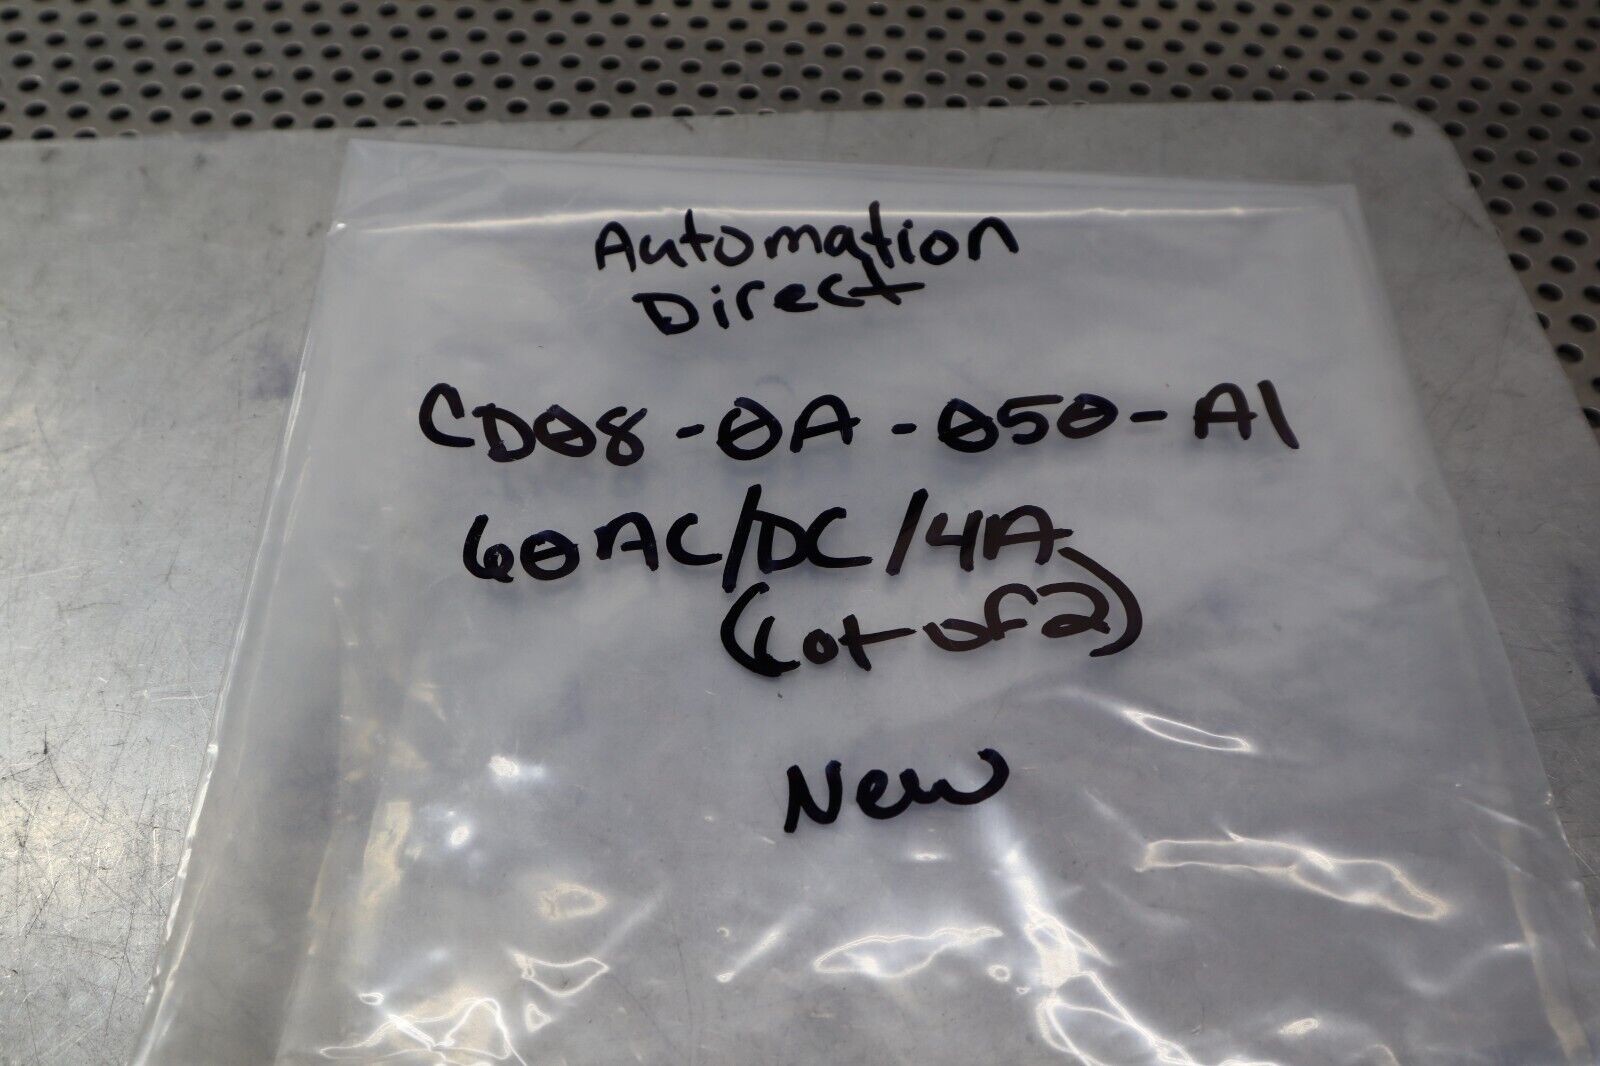 Automation
Direct
CD08-0A-050-A1
60AC/DC/4A
(Lot of 2)
New